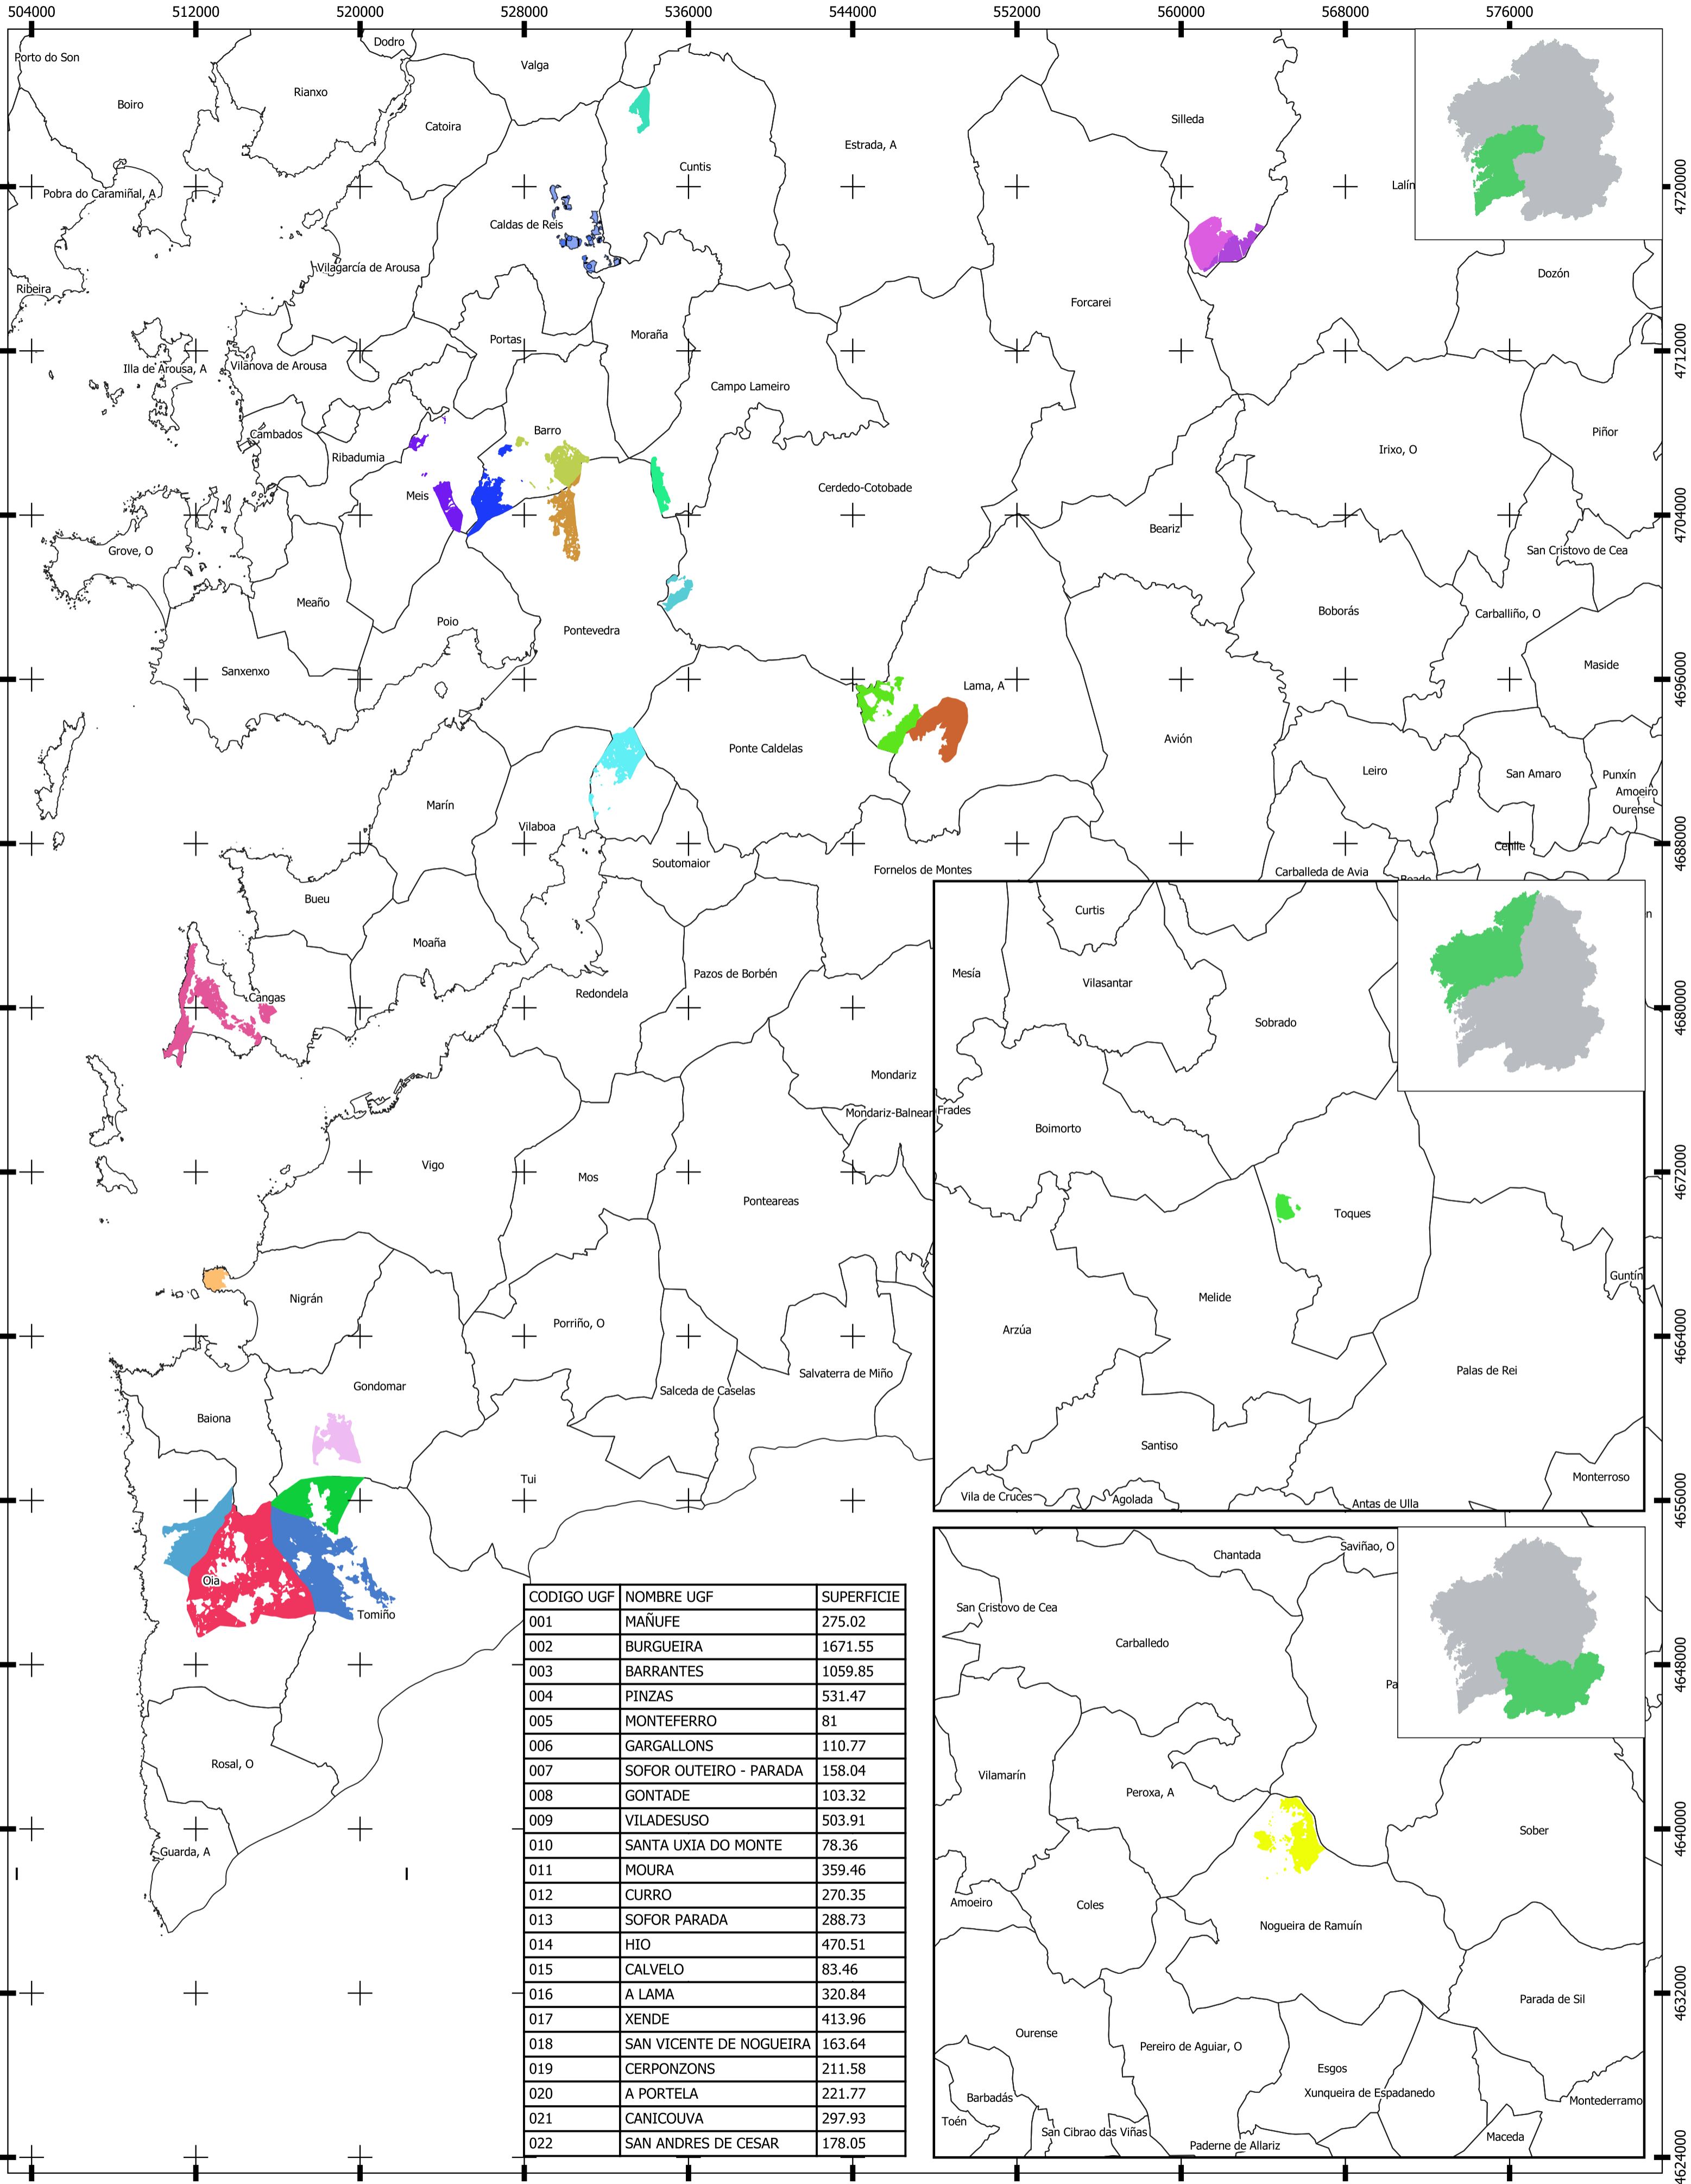 504000 512000 520000 528000 536000 544000 552000 560000 568000 576000
Dodro
Porto do Son
Valga
Rianxo
Boiro
Silleda
Catoira
Estrada, A
Cuntis
Lalín
4720000
Pobra do Caramiñal, A
Caldas de Reis
Vilagarcía de Arousa
Dozón
Ribeira
Forcarei
Moraña
Portas
4712000
Illa de Arousa, A
Vilanova de Arousa
Campo Lameiro
Barro
Cambados
Piñor
Ribadumia
Irixo, O
Meis
Cerdedo-Cotobade
4704000
Beariz
Grove, O
San Cristovo de Cea
Meaño
Boborás
Carballiño, O
Poio
Pontevedra
Maside
Sanxenxo
Lama, A
4696000
Ponte Caldelas
Avión
Leiro
San Amaro
Punxín
Amoeiro
Marín
Ourense
Vilaboa
4688000
Cenlle
Soutomaior
Fornelos de Montes
Carballeda de Avia
Bueu
Curtis
n
Moaña
Pazos de Borbén
Mesía
Vilasantar
Redondela
Cangas
4680000
Sobrado
Mondariz
Mondariz-Balnear
Frades
Boimorto
Vigo
4672000
Mos
Ponteareas
Toques
Guntín
Nigrán
Melide
Porriño, O
Arzúa
4664000
Salvaterra de Miño
Palas de Rei
Gondomar
Salceda de Caselas
Baiona
Santiso
Tui
Monterroso
Vila de Cruces
Agolada
Antas de Ulla
4656000
Saviñao, O
Chantada
Oia
San Cristovo de Cea
Tomiño
Carballedo
4648000
Pa
Rosal, O
Vilamarín
Peroxa, A
Sober
4640000
Guarda, A
Amoeiro
Coles
Nogueira de Ramuín
4632000
Parada de Sil
Ourense
Pereiro de Aguiar, O
Esgos
Xunqueira de Espadanedo
Barbadás
Montederramo
Toén
San Cibrao das Viñas
Maceda
Paderne de Allariz
4624000
CODIGO UGF NOMBRE UGF SUPERFICIE
001 MAÑUFE 275.02
002 BURGUEIRA 1671.55
003 BARRANTES 1059.85
004 PINZAS 531.47
005 MONTEFERRO 81
006 GARGALLONS 110.77
007 SOFOR OUTEIRO - PARADA 158.04
008 GONTADE 103.32
009 VILADESUSO 503.91
010 SANTA UXIA DO MONTE 78.36
011 MOURA 359.46
012 CURRO 270.35
013 SOFOR PARADA 288.73
014 HIO 470.51
015 CALVELO 83.46
016 A LAMA 320.84
017 XENDE 413.96
018 SAN VICENTE DE NOGUEIRA 163.64
019 CERPONZONS 211.58
020 A PORTELA 221.77
021 CANICOUVA 297.93
022 SAN ANDRES DE CESAR 178.05